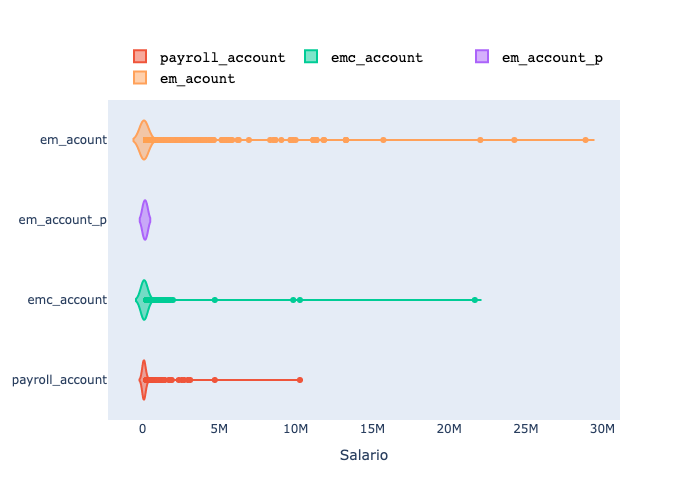 payroll_account emc_account em_account_p
em_acount
em_acount
em_account_p
emc_account
payroll_account
0 5M 10M 15M 20M 25M 30M
Salario